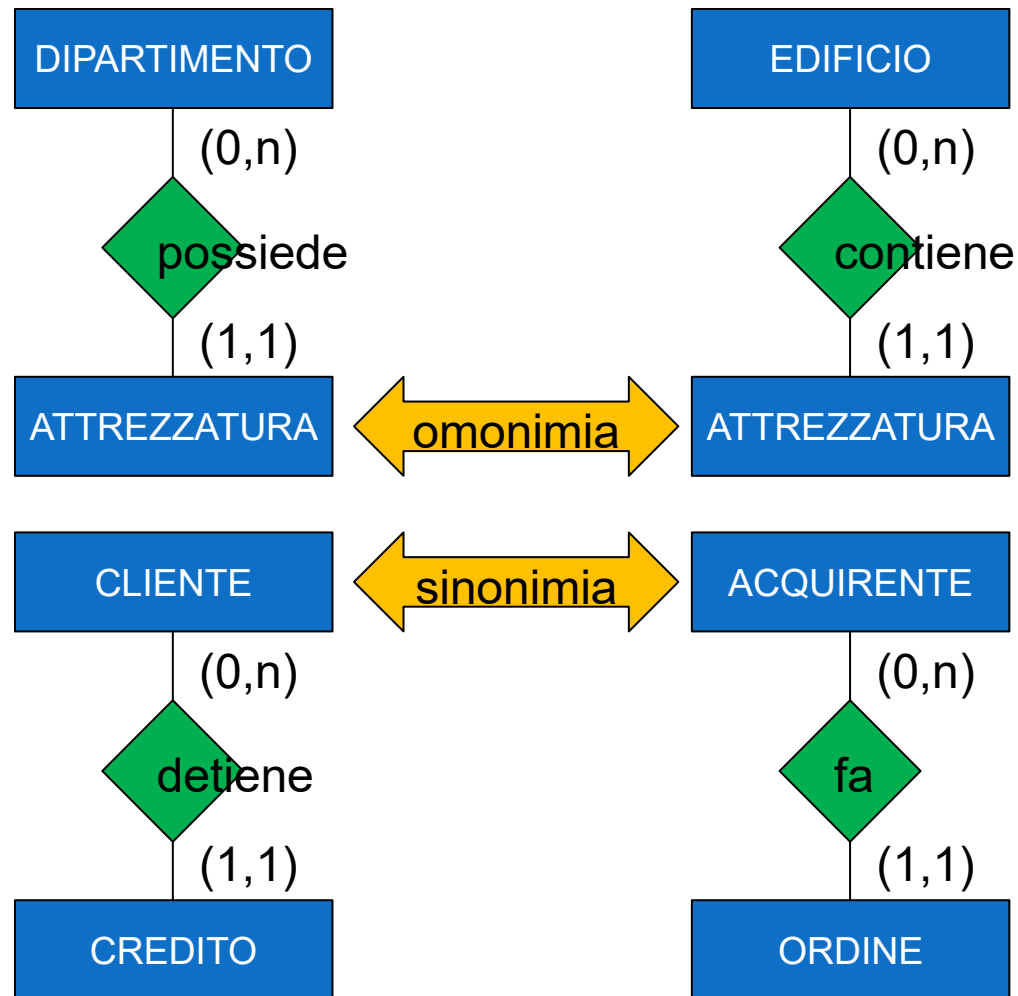 DIPARTIMENTO
EDIFICIO
(0,n)
(0,n)
possiede
contiene
(1,1)
(1,1)
ATTREZZATURA
omonimia
ATTREZZATURA
CLIENTE
sinonimia
ACQUIRENTE
(0,n)
(0,n)
detiene
fa
(1,1)
(1,1)
CREDITO
ORDINE